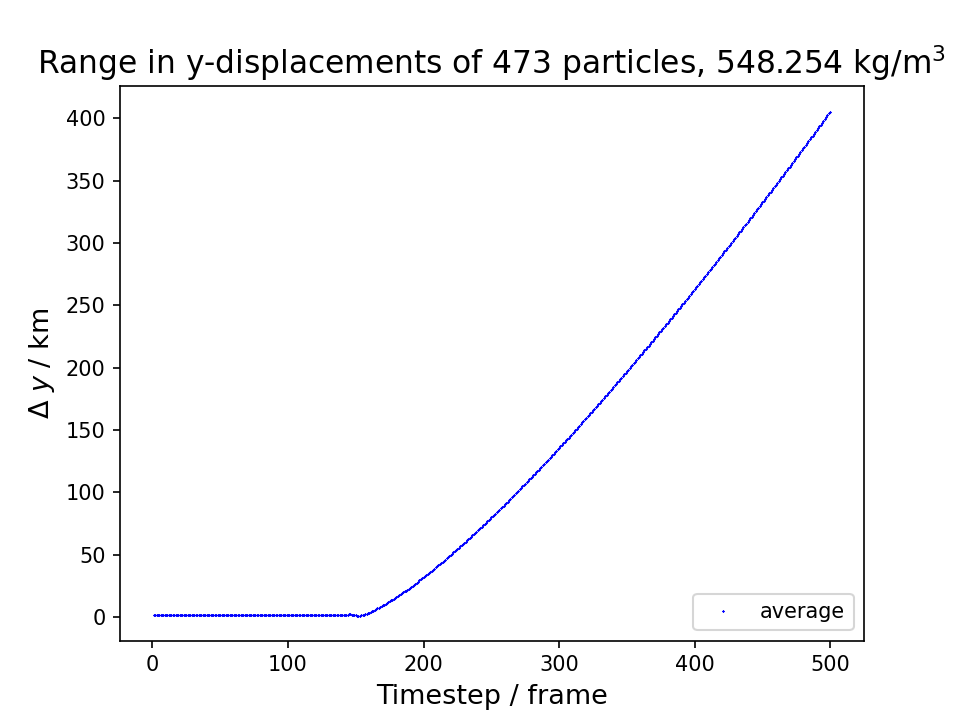 Range in y-displacements of 473 particles, 548.254 kg/m³
400
350
300
250
200
150
100
50
0
Δ y / km
average
0 100 200 300 400 500
Timestep / frame